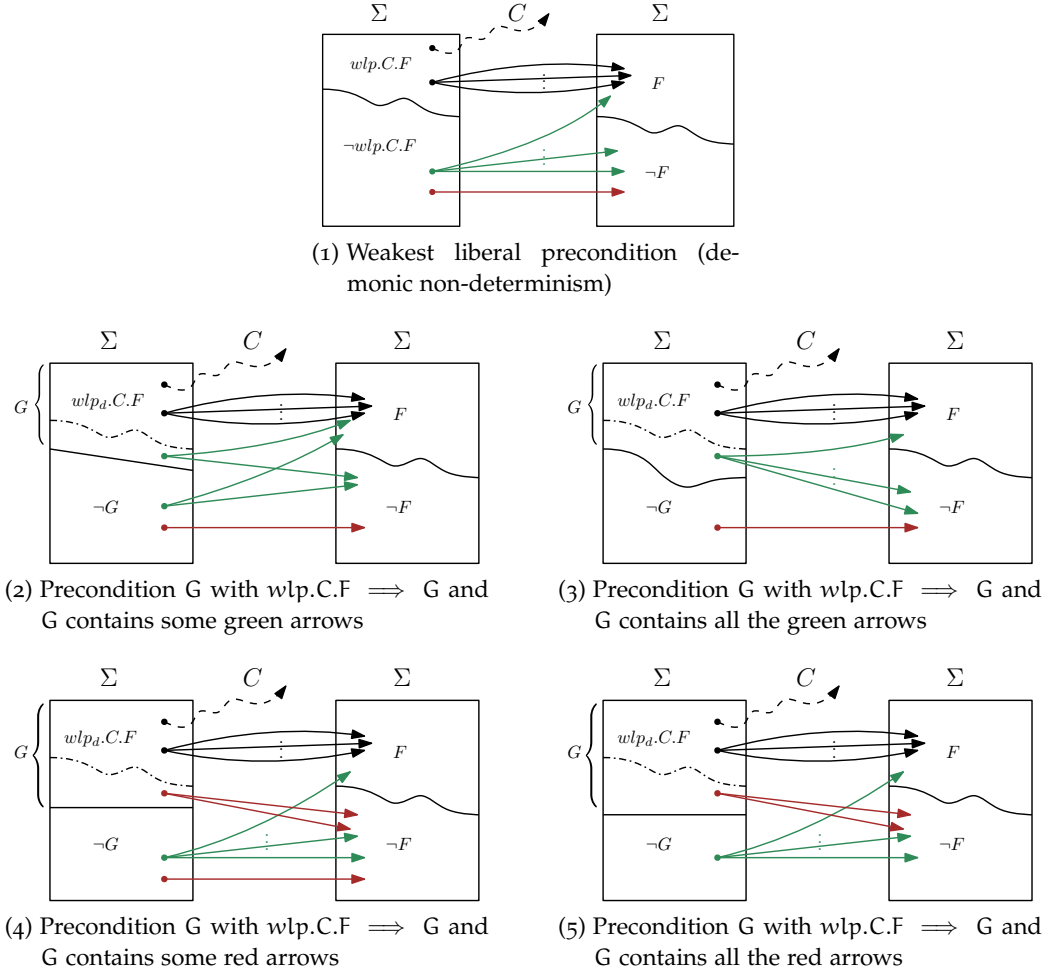 Σ C Σ
wlp.C.F
F
¬wlp.C.F
¬F
(1) Weakest liberal precondition (de-
monic non-determinism)
Σ C Σ
G wlp_d.C.F
F
¬G
¬F
(2) Precondition G with wlp.C.F ⟹ G and
G contains some green arrows
Σ C Σ
G wlp_d.C.F
F
¬G
¬F
(3) Precondition G with wlp.C.F ⟹ G and
G contains all the green arrows
Σ C Σ
G wlp_d.C.F
F
¬G
¬F
(4) Precondition G with wlp.C.F ⟹ G and
G contains some red arrows
Σ C Σ
G wlp_d.C.F
F
¬G
¬F
(5) Precondition G with wlp.C.F ⟹ G and
G contains all the red arrows